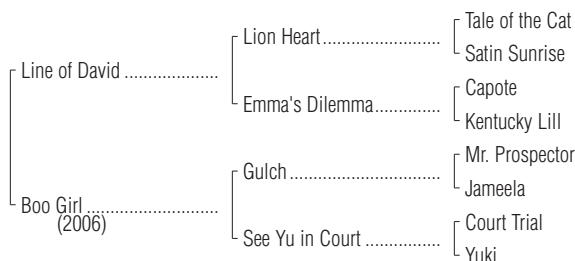 Tale of the Cat
Lion Heart........................
Satin Sunrise
Line of David ...................
Capote
Emma's Dilemma.............
Kentucky Lill
Mr. Prospector
Gulch ..............................
Jameela
Boo Girl ..........................
(2006)
Court Trial
See Yu in Court ...............
Yuki